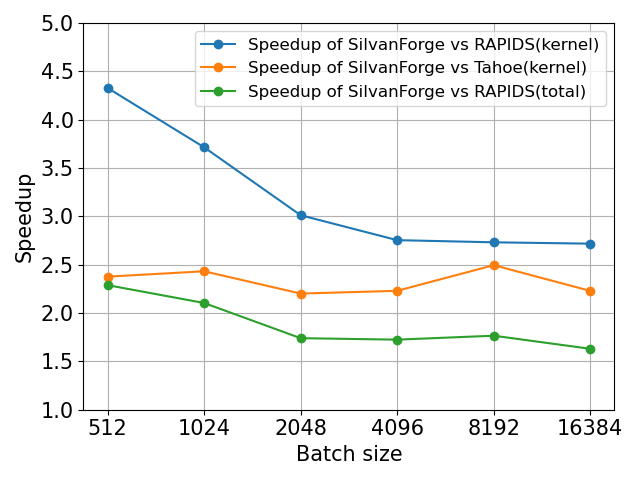 Speedup of SilvanForge vs RAPIDS(kernel)
Speedup of SilvanForge vs Tahoe(kernel)
Speedup of SilvanForge vs RAPIDS(total)
5.0
4.5
4.0
3.5
3.0
2.5
2.0
1.5
1.0
Speedup
512 1024 2048 4096 8192 16384
Batch size